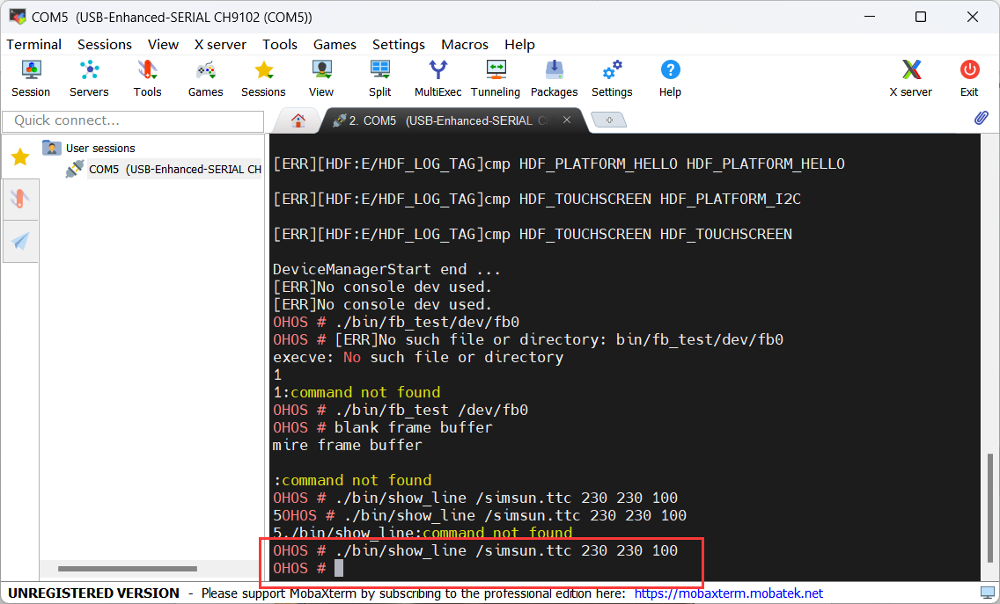 COM5  (USB-Enhanced-SERIAL CH9102 (COM5))
Terminal Sessions View X server Tools Games Settings Macros Help
Session Servers Tools Games Sessions View Split MultiExec Tunneling Packages Settings Help X server Exit
Quick connect...
2. COM5  (USB-Enhanced-SERIAL
User sessions
COM5  (USB-Enhanced-SERIAL CH
[ERR][HDF:E/HDF_LOG_TAG]cmp HDF_PLATFORM_HELLO HDF_PLATFORM_HELLO
[ERR][HDF:E/HDF_LOG_TAG]cmp HDF_TOUCHSCREEN HDF_PLATFORM_I2C
[ERR][HDF:E/HDF_LOG_TAG]cmp HDF_TOUCHSCREEN HDF_TOUCHSCREEN
DeviceManagerStart end ...
[ERR]No console dev used.
[ERR]No console dev used.
OHOS # ./bin/fb_test/dev/fb0
OHOS # [ERR]No such file or directory: bin/fb_test/dev/fb0
execve: No such file or directory
1
1:command not found
OHOS # ./bin/fb_test /dev/fb0
OHOS # blank frame buffer
mire frame buffer
:command not found
OHOS # ./bin/show_line /simsun.ttc 230 230 100
5OHOS # ./bin/show_line /simsun.ttc 230 230 100
5./bin/show_line:command not found
OHOS # ./bin/show_line /simsun.ttc 230 230 100
OHOS #
UNREGISTERED VERSION  -  Please support MobaXterm by subscribing to the professional edition here:  https://mobaxterm.mobatek.net